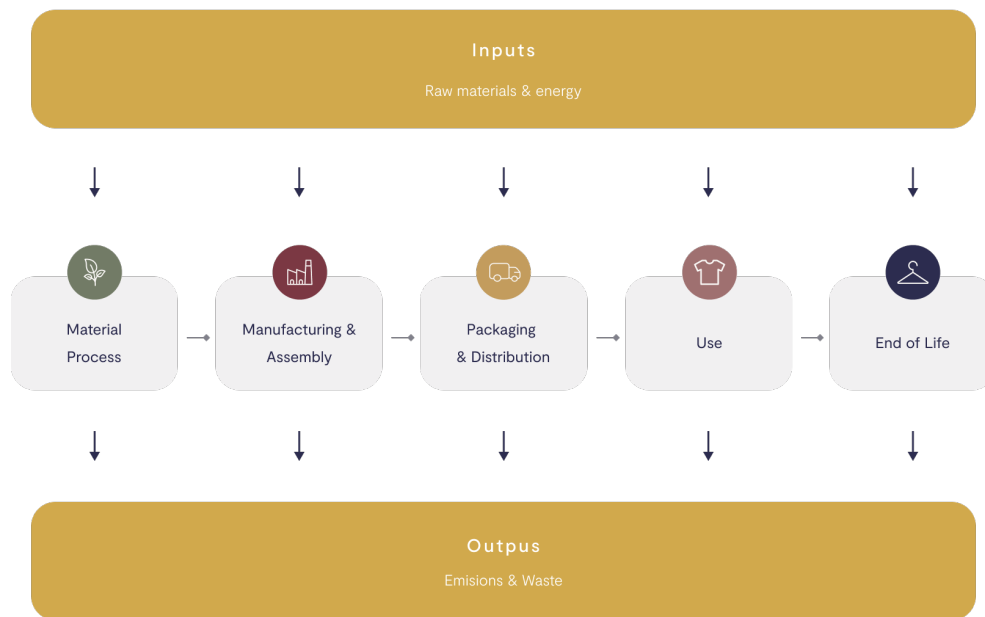 Inputs
Raw materials & energy
Material
Process
Manufacturing &
Assembly
Packaging
& Distribution
Use
End of Life
Outpus
Emisions & Waste